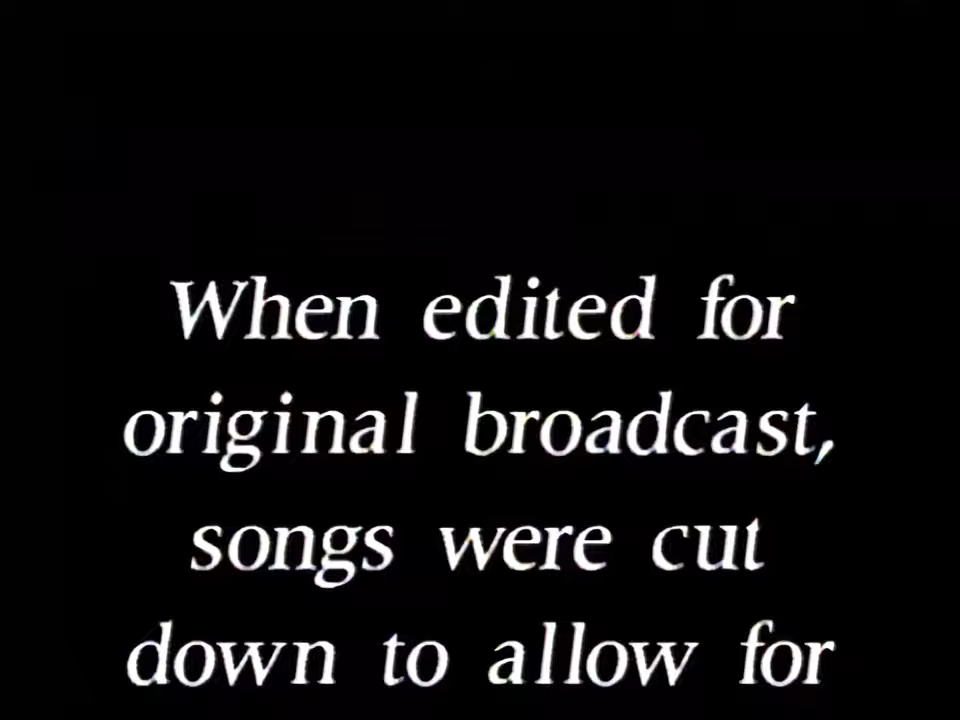 When edited for
original broadcast,
songs were cut
down to allow for